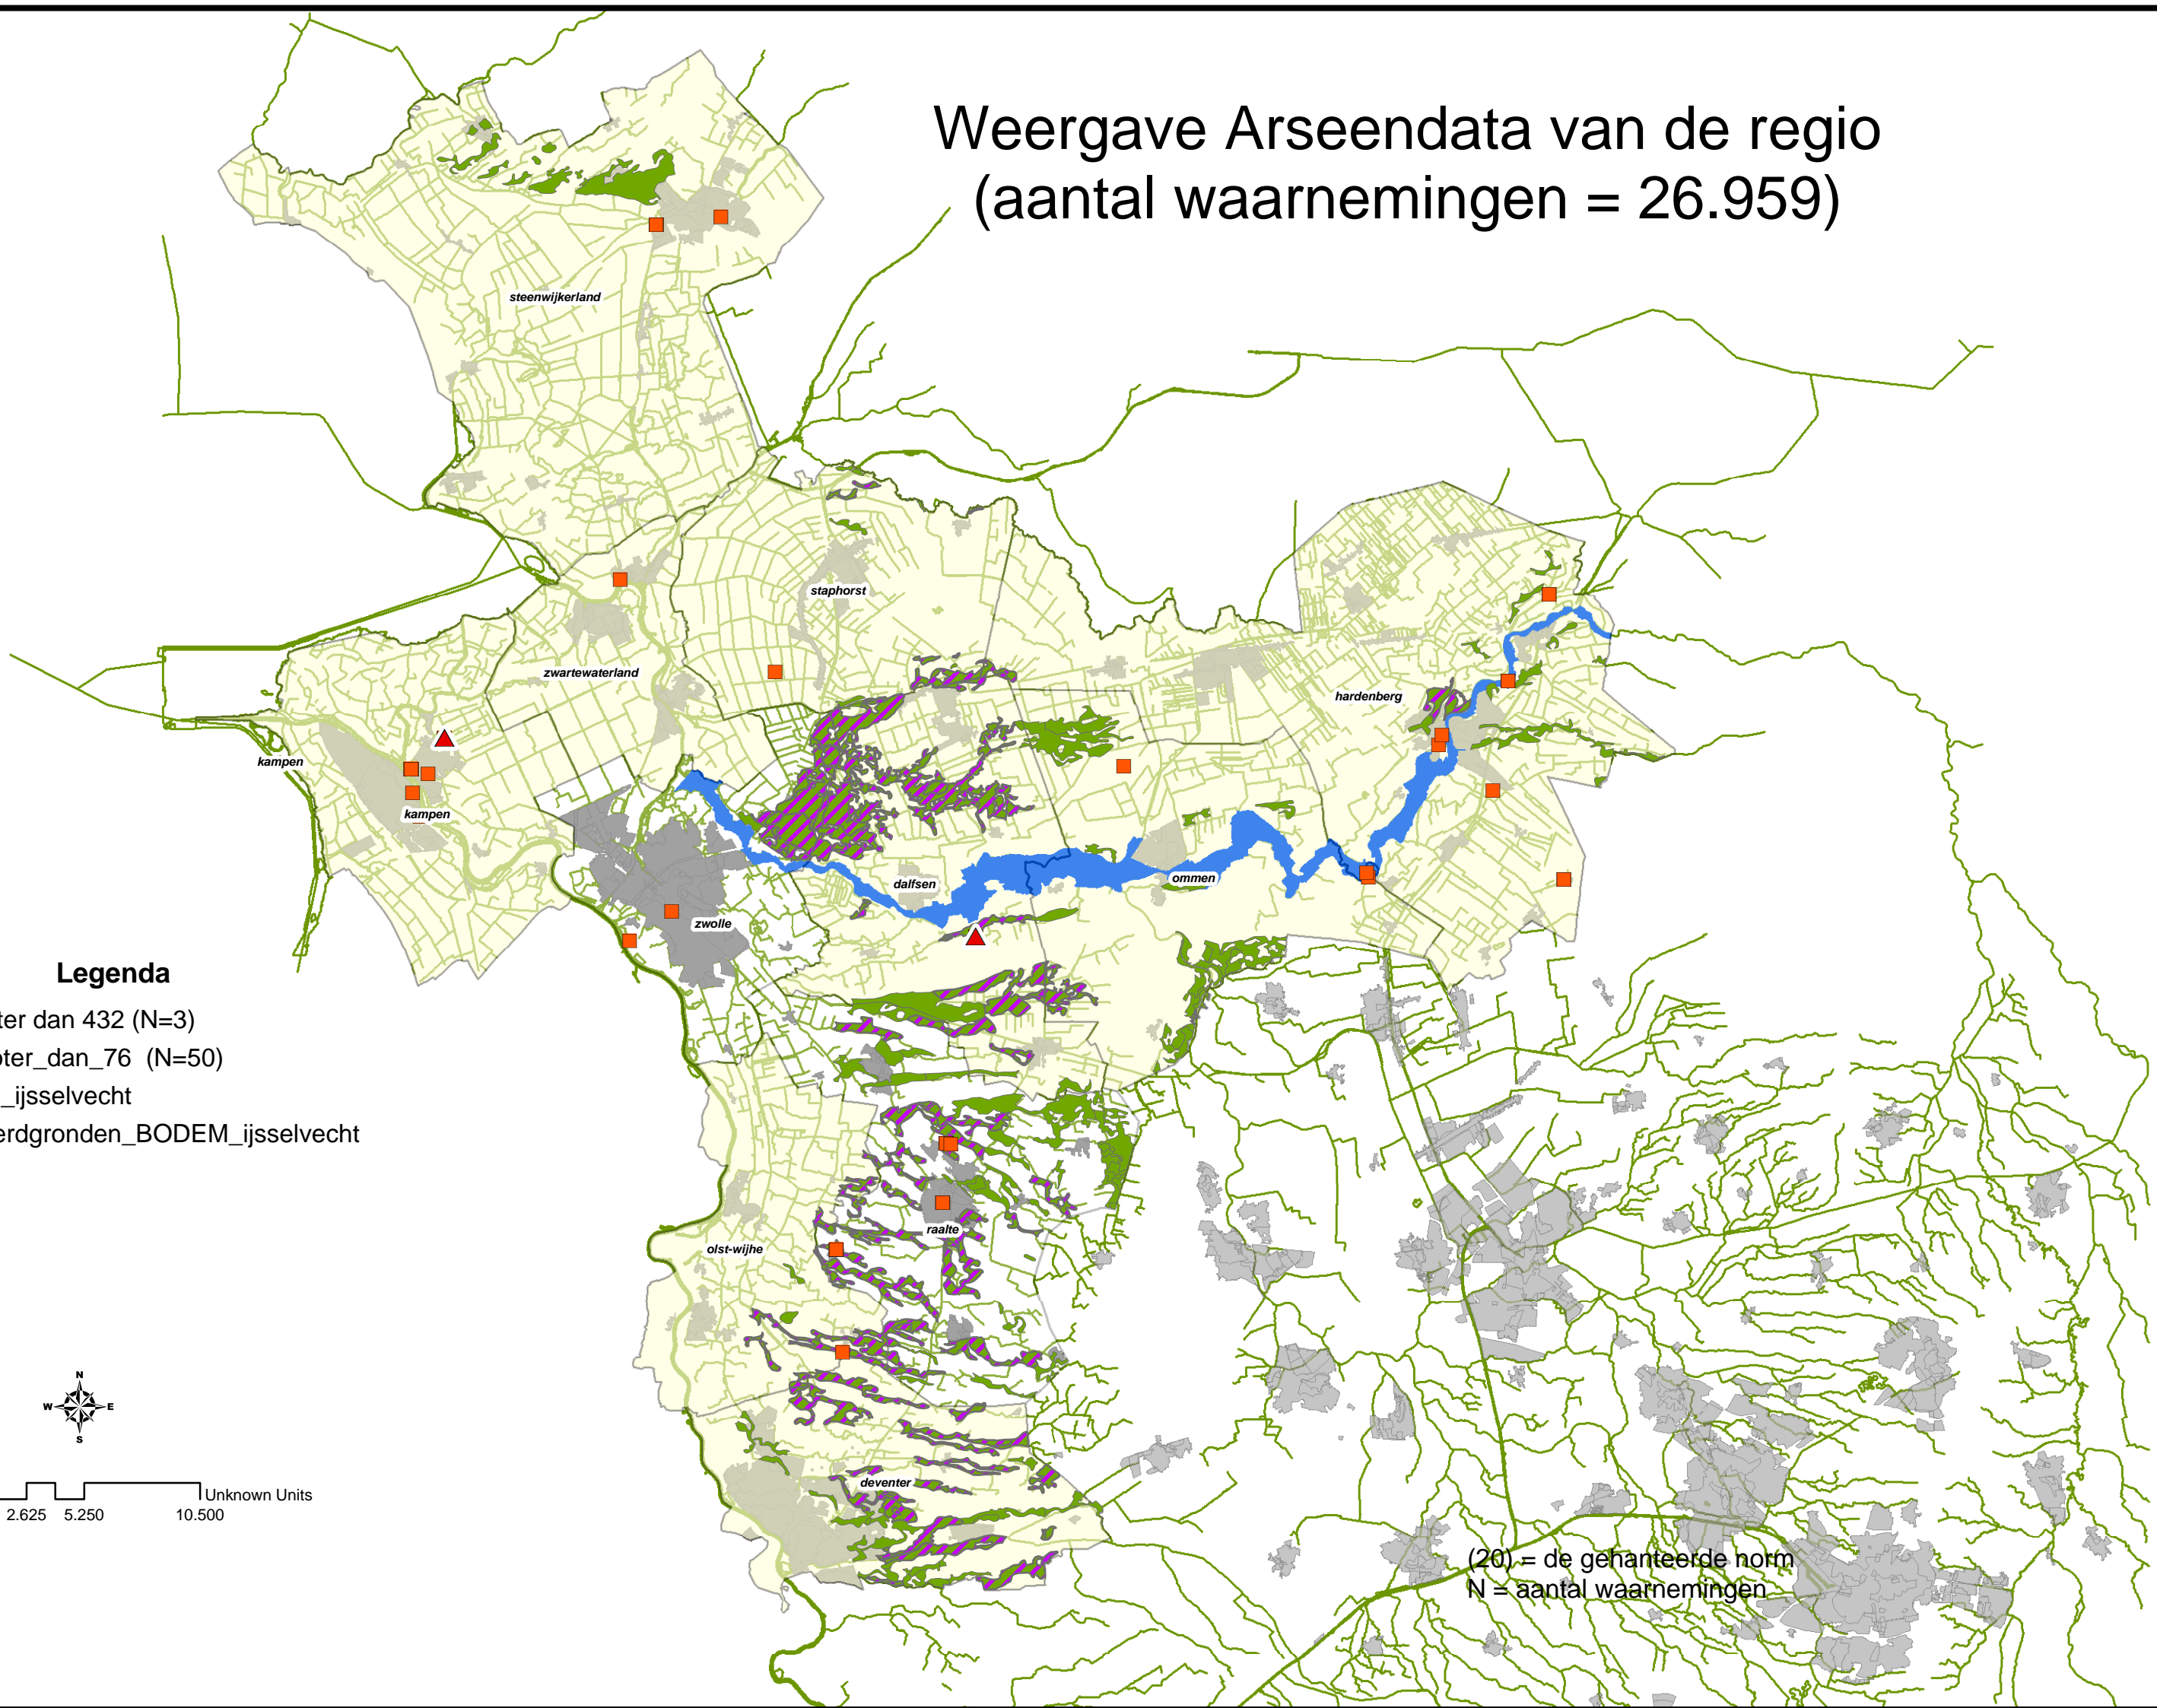 Weergave Arseendata van de regio
(aantal waarnemingen = 26.959)
steenwijkerland
staphorst
zwartewaterland
hardenberg
kampen
kampen
dalfsen
ommen
zwolle
Legenda
ter dan 432 (N=3)
oter_dan_76 (N=50)
_ijsselvecht
erdgronden_BODEM_ijsselvecht
raalte
olst-wijhe
N
W E
S
deventer
Unknown Units
2.625 5.250 10.500
(20) = de gehanteerde norm
N = aantal waarnemingen